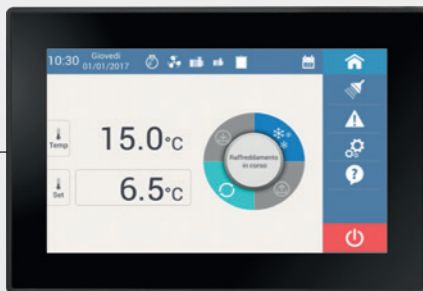 10:30 Giovedì
01/01/2017
Temp 15.0°C
Set 6.5°C
Raffreddamento
in corso